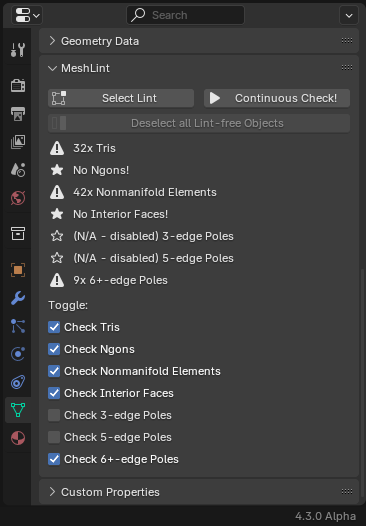 Search
Geometry Data
MeshLint
Select Lint
Continuous Check!
Deselect all Lint-free Objects
32x Tris
No Ngons!
42x Nonmanifold Elements
No Interior Faces!
(N/A - disabled) 3-edge Poles
(N/A - disabled) 5-edge Poles
9x 6+-edge Poles
Toggle:
Check Tris
Check Ngons
Check Nonmanifold Elements
Check Interior Faces
Check 3-edge Poles
Check 5-edge Poles
Check 6+-edge Poles
Custom Properties
4.3.0 Alpha